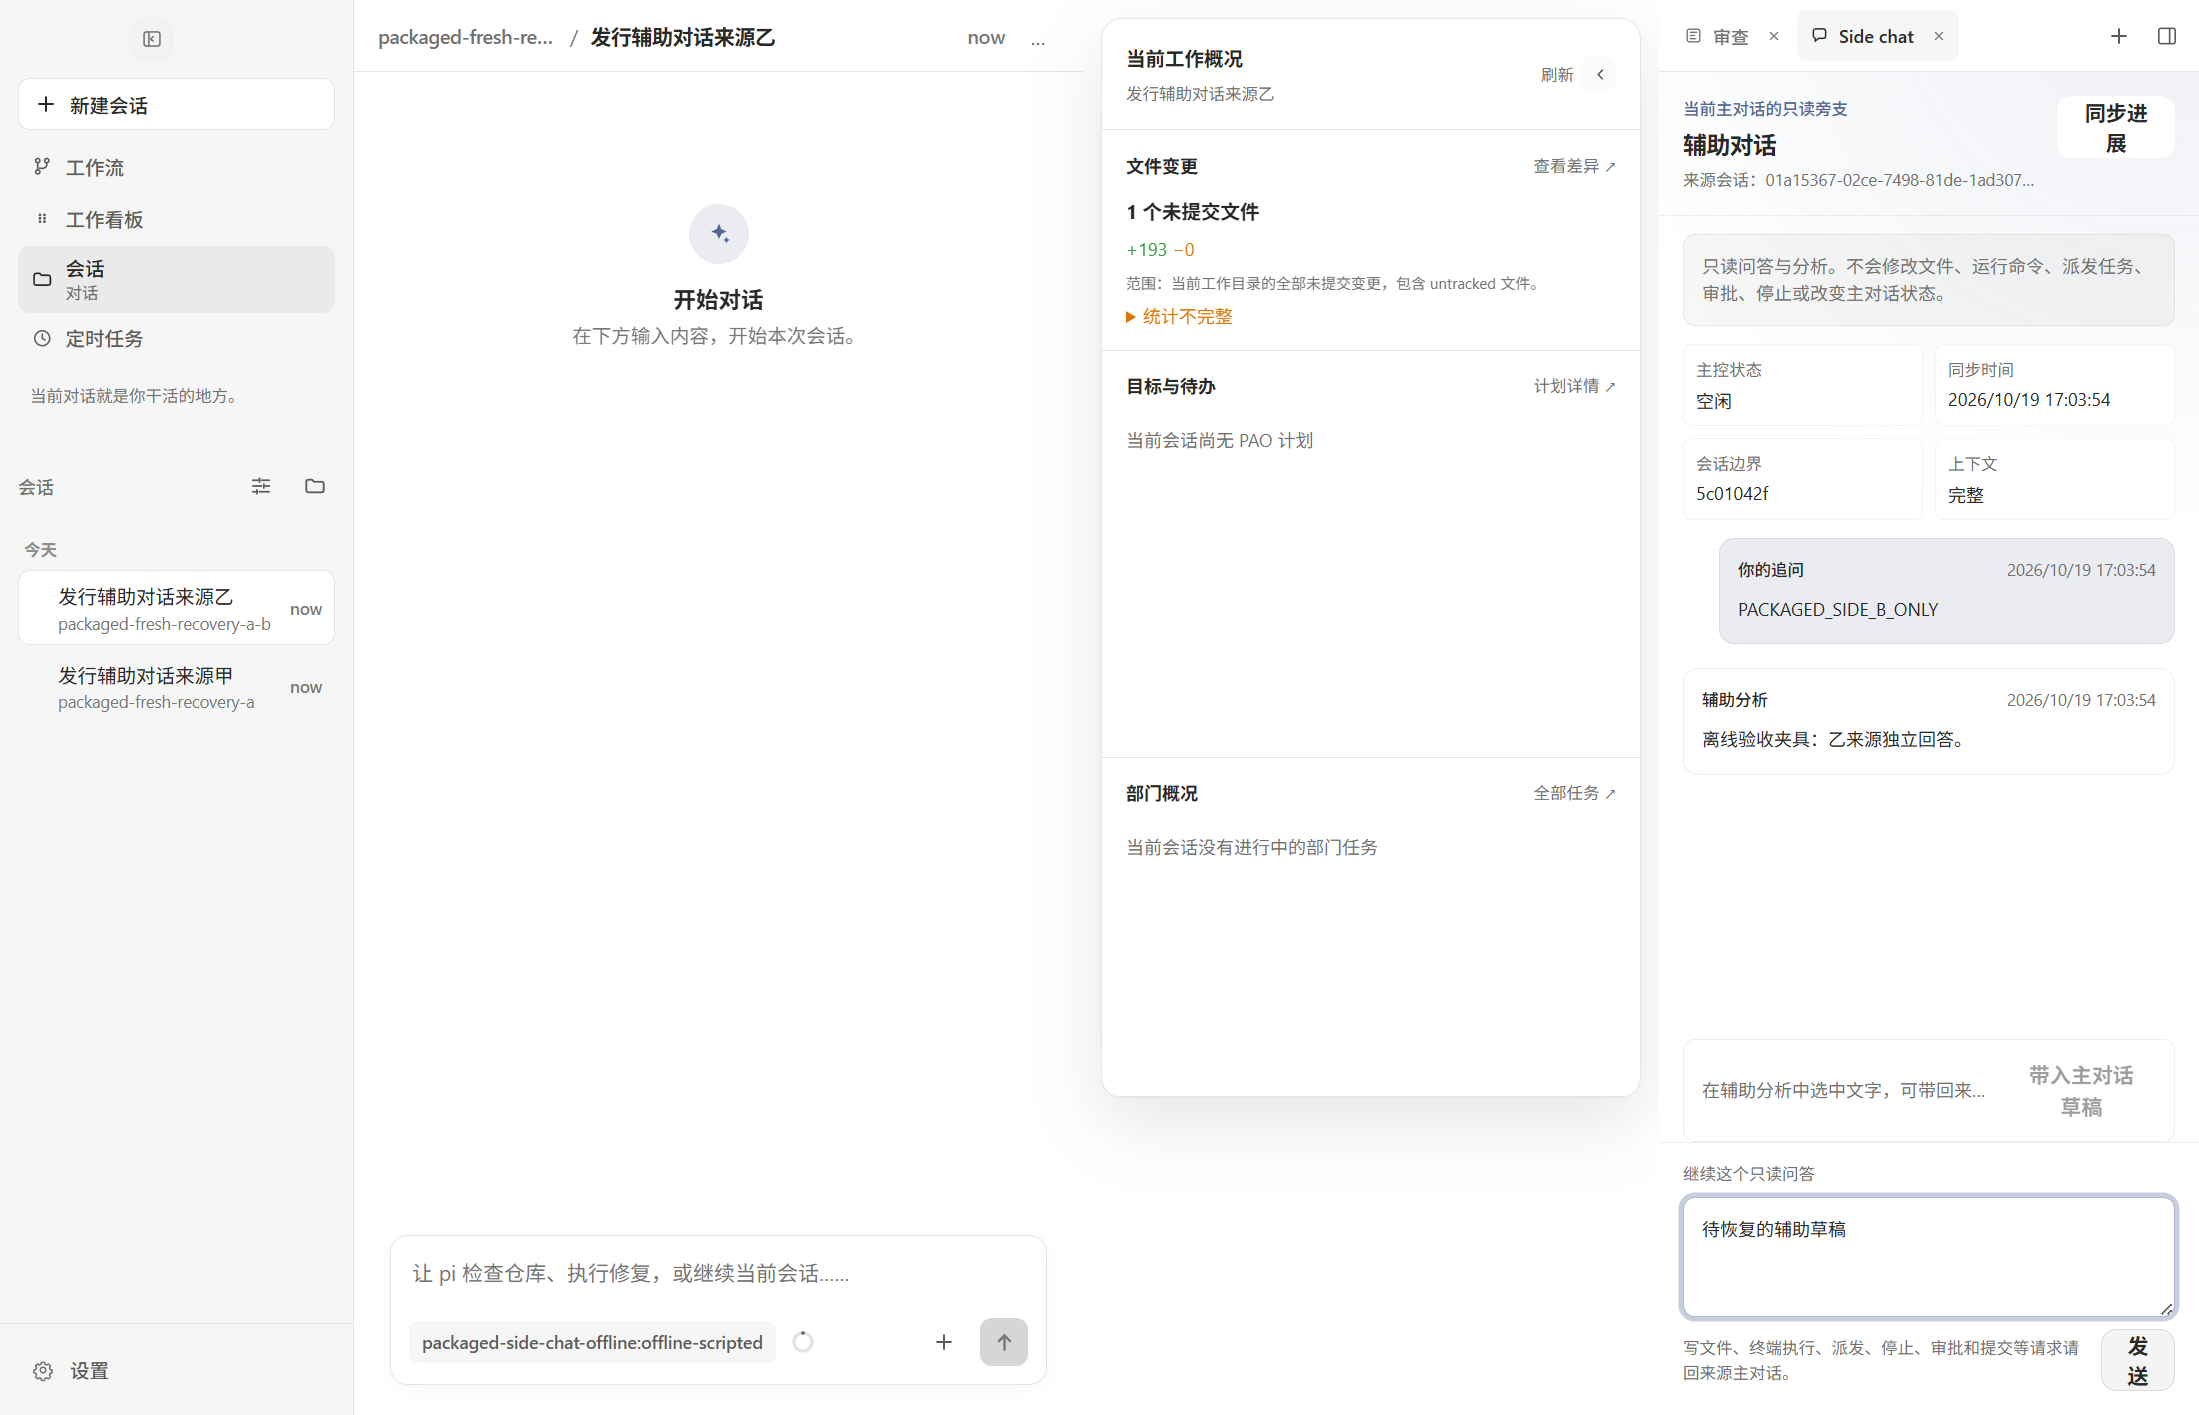 新建会话
工作流
工作看板
会话
对话
定时任务
当前对话就是你干活的地方。
会话
今天
发行辅助对话来源乙
packaged-fresh-recovery-a-b
now
发行辅助对话来源甲
packaged-fresh-recovery-a
now
设置
packaged-fresh-re... / 发行辅助对话来源乙
now
...
开始对话
在下方输入内容，开始本次会话。
让 pi 检查仓库、执行修复，或继续当前会话……
packaged-side-chat-offline:offline-scripted
当前工作概况
发行辅助对话来源乙
刷新
文件变更
查看差异 ↗
1 个未提交文件
+193 −0
范围：当前工作目录的全部未提交变更，包含 untracked 文件。
统计不完整
目标与待办
计划详情 ↗
当前会话尚无 PAO 计划
部门概况
全部任务 ↗
当前会话没有进行中的部门任务
审查
Side chat
当前主对话的只读旁支
辅助对话
来源会话：01a15367-02ce-7498-81de-1ad307...
同步进
展
只读问答与分析。不会修改文件、运行命令、派发任务、
审批、停止或改变主对话状态。
主控状态
空闲
同步时间
2026/10/19 17:03:54
会话边界
5c01042f
上下文
完整
你的追问
2026/10/19 17:03:54
PACKAGED_SIDE_B_ONLY
辅助分析
2026/10/19 17:03:54
离线验收夹具：乙来源独立回答。
在辅助分析中选中文字，可带回来...
带入主对话
草稿
继续这个只读问答
待恢复的辅助草稿
写文件、终端执行、派发、停止、审批和提交等请求请
回来源主对话。
发
送